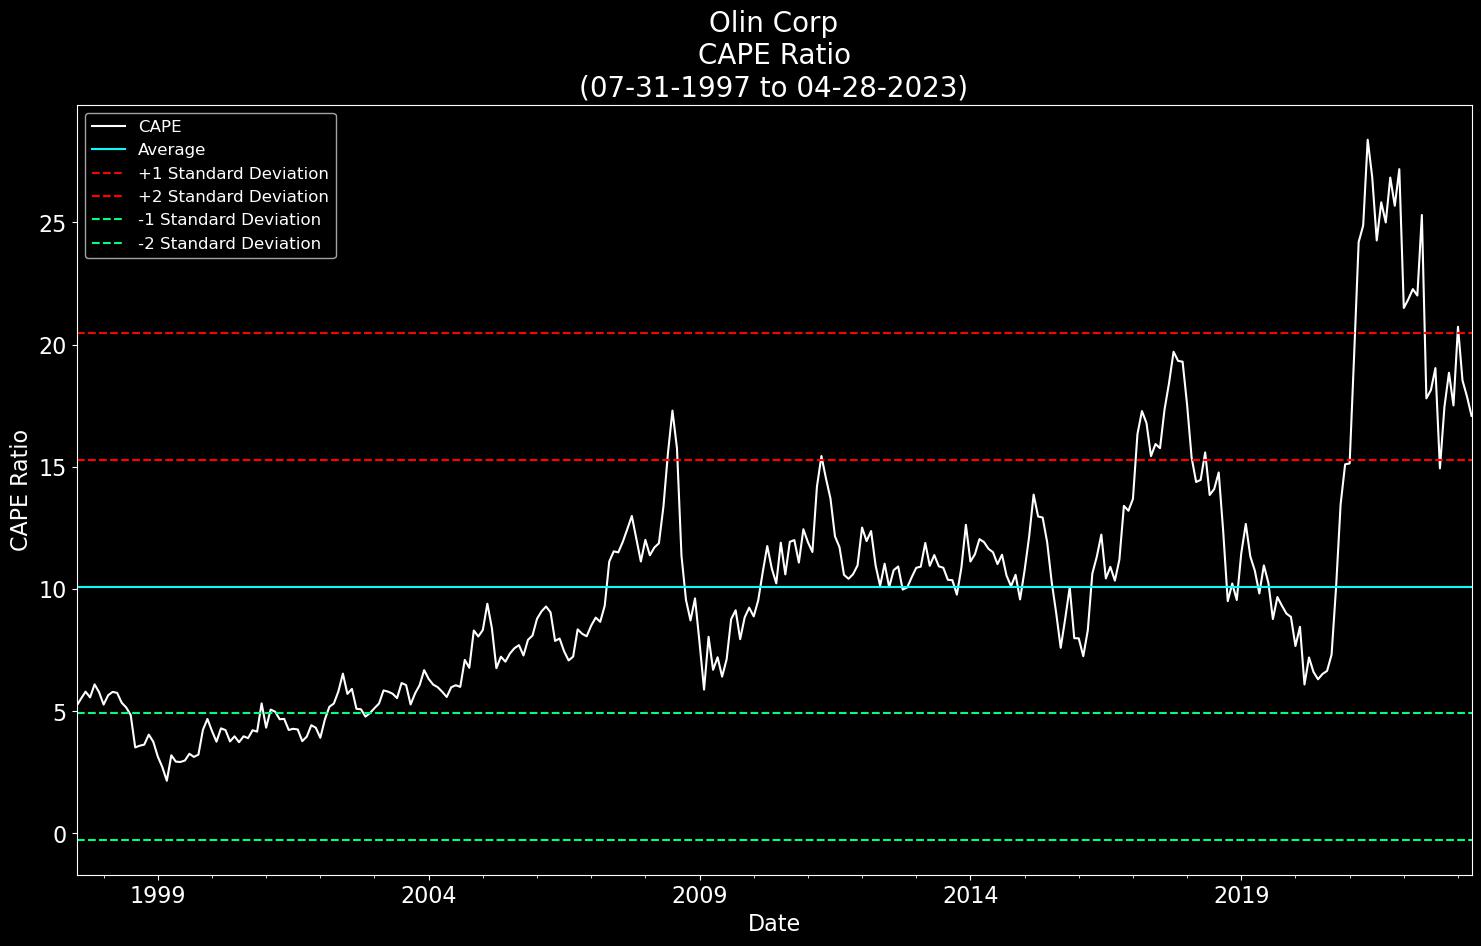 Olin Corp
CAPE Ratio
(07-31-1997 to 04-28-2023)
CAPE
Average
+1 Standard Deviation
+2 Standard Deviation
-1 Standard Deviation
-2 Standard Deviation
CAPE Ratio
25
20
15
10
5
0
1999
2004
2009
2014
2019
Date